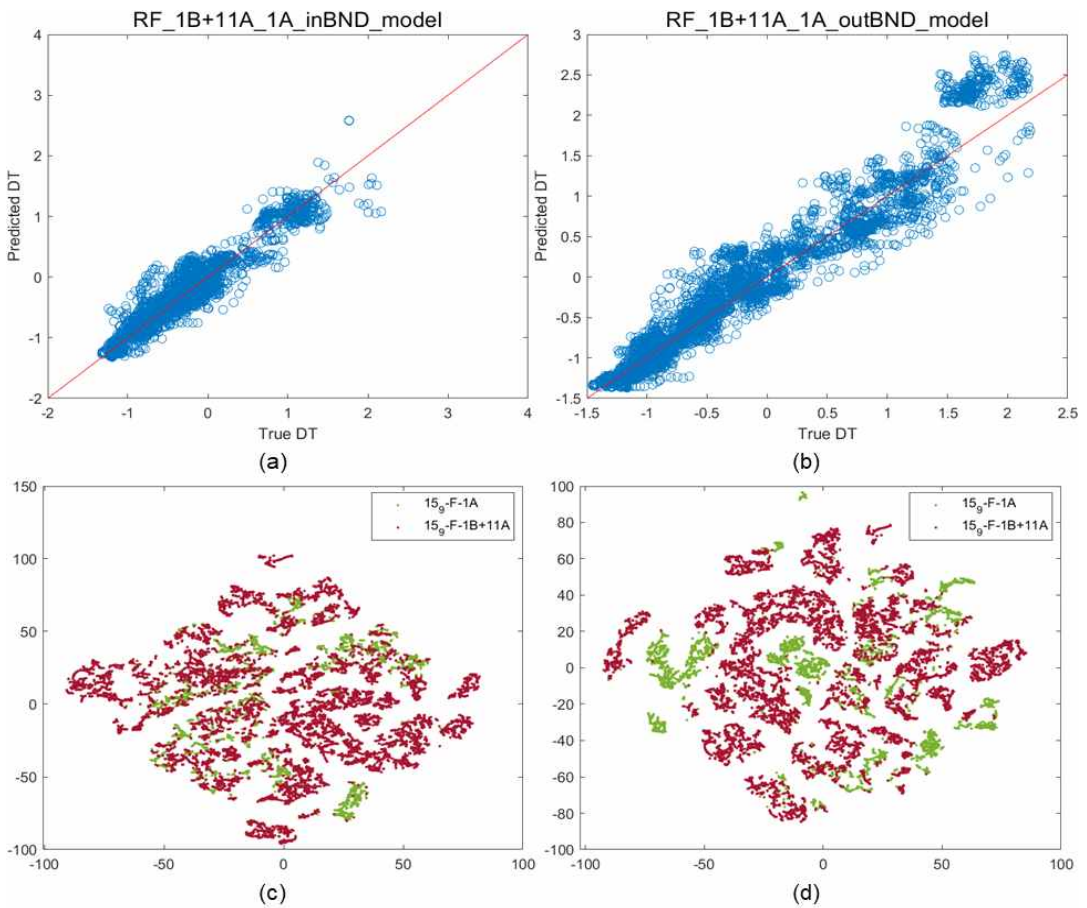 RF_1B+11A_1A_inBND_model
4
3
2
1
0
-1
-2
Predicted DT
-2 -1 0 1 2 3 4
True DT
(a)
RF_1B+11A_1A_outBND_model
2.5
2
1.5
1
0.5
0
-0.5
-1
-1.5
Predicted DT
-1.5 -1 -0.5 0 0.5 1 1.5 2 2.5
True DT
(b)
150
100
50
0
-50
-100
15₉-F-1A
15₉-F-1B+11A
-100 -50 0 50 100
(c)
100
80
60
40
20
0
-20
-40
-60
-80
-100
15₉-F-1A
15₉-F-1B+11A
-100 -50 0 50 100
(d)